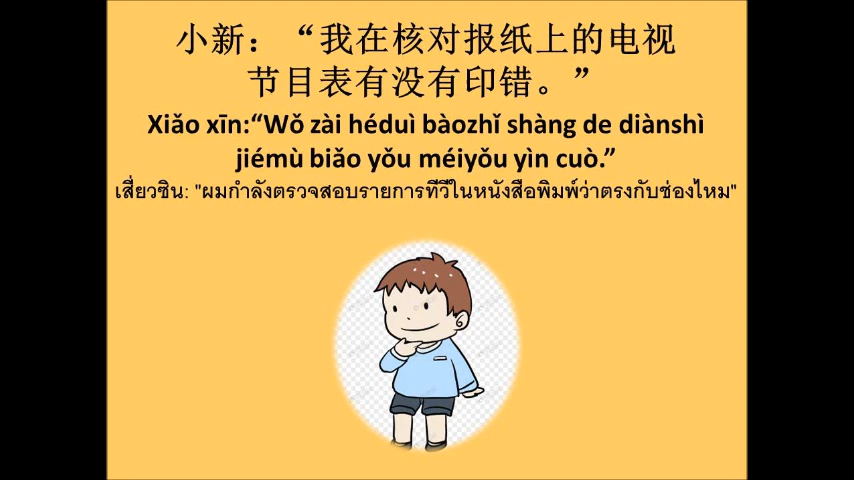 小新：“我在核对报纸上的电视
节目表有没有印错。”
Xiǎo xīn:“Wǒ zài héduì bàozhǐ shàng de diànshì
jiémù biǎo yǒu méiyǒu yìn cuò.”
เสี่ยวซิน: "ผมกำลังตรวจสอบรายการทีวีในหนังสือพิมพ์ว่าตรงกับช่องไหม"